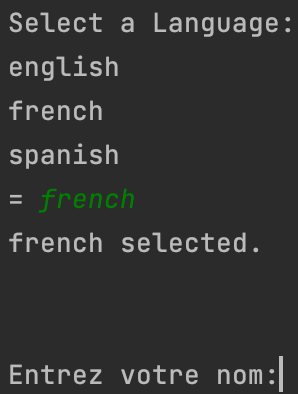 Select a Language:
english
french
spanish
= french
french selected.
Entrez votre nom: